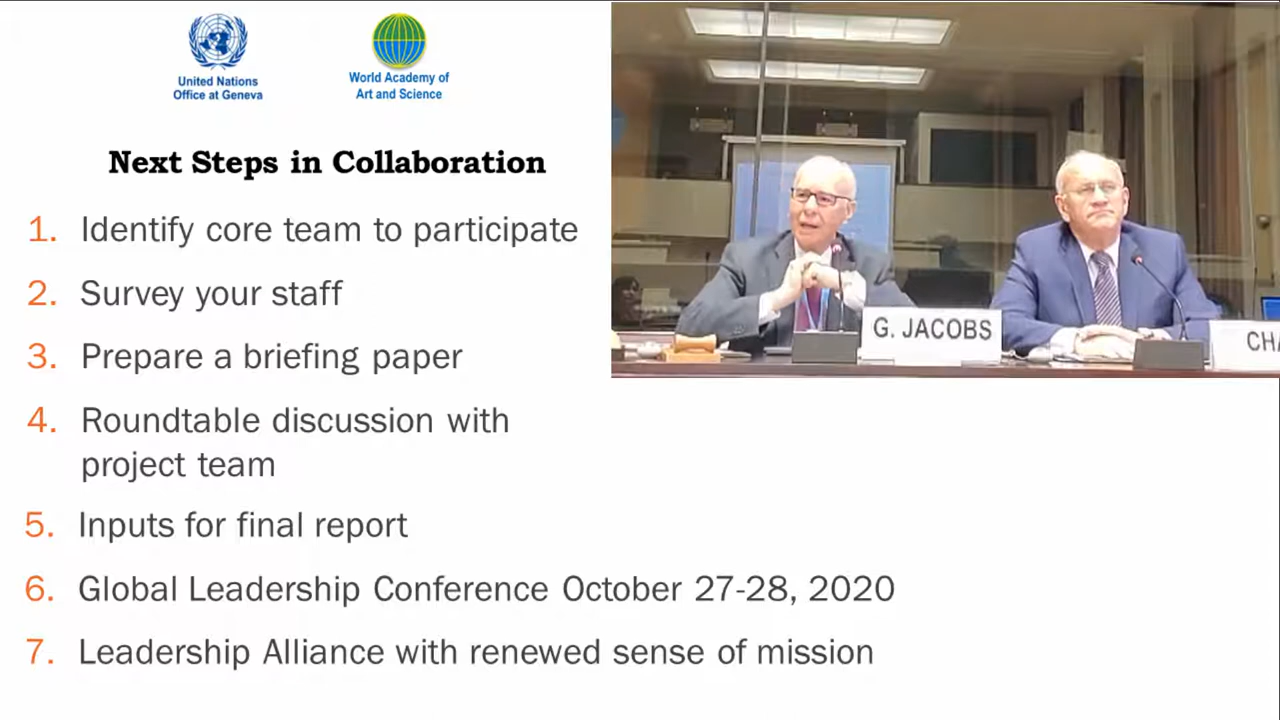 United Nations
Office at Geneva
World Academy of
Art and Science
Next Steps in Collaboration
1. Identify core team to participate
2. Survey your staff
3. Prepare a briefing paper
4. Roundtable discussion with
project team
5. Inputs for final report
6. Global Leadership Conference October 27-28, 2020
7. Leadership Alliance with renewed sense of mission
G. JACOBS
CHA